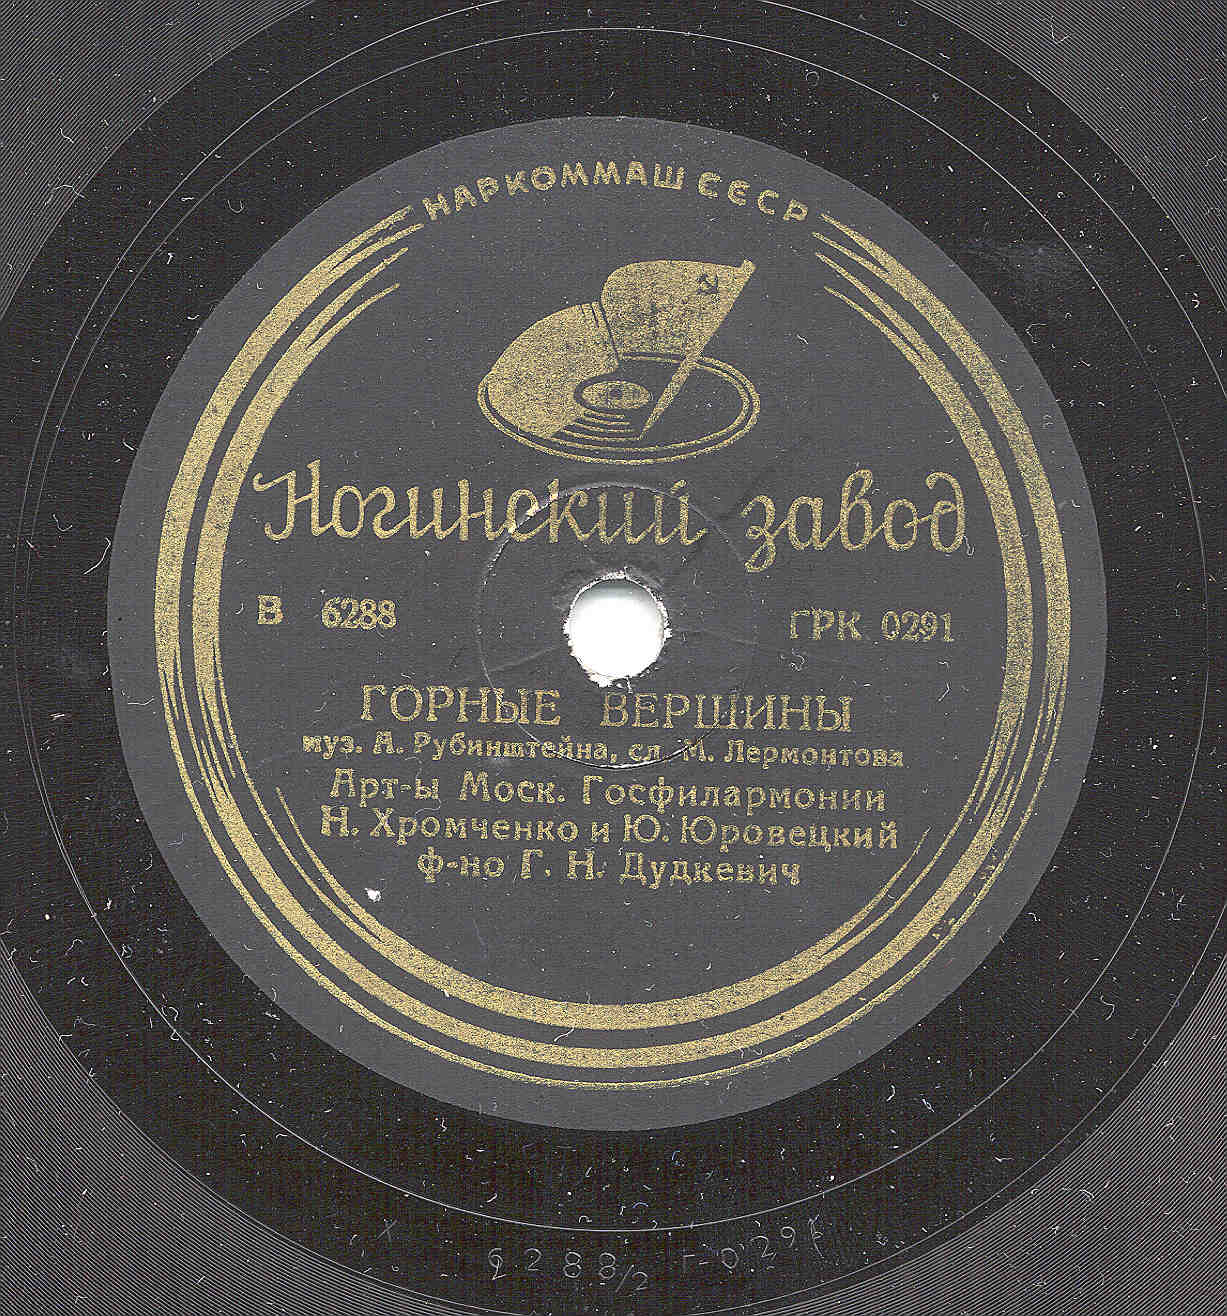 НАРКОММАШ СССР
Ногинский завод
В 6288 ГРК 0291
ГОРНЫЕ ВЕРШИНЫ
муз. А. Рубинштейна, сл. М. Лермонтова
Арт-ы Моск. Госфилармонии
Н. Хромченко и Ю. Юровецкий
ф-но Г. Н. Дудкевич
6288/2 г-0291